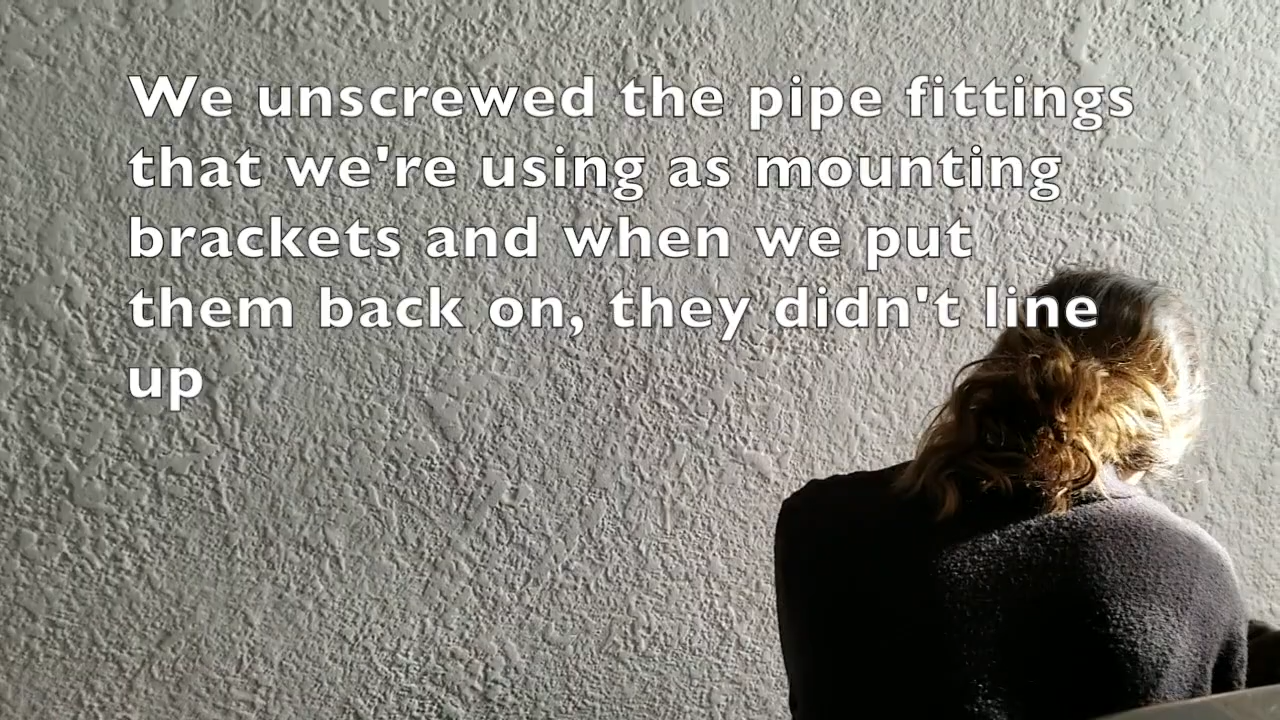 We unscrewed the pipe fittings
that we're using as mounting
brackets and when we put
them back on, they didn't line
up